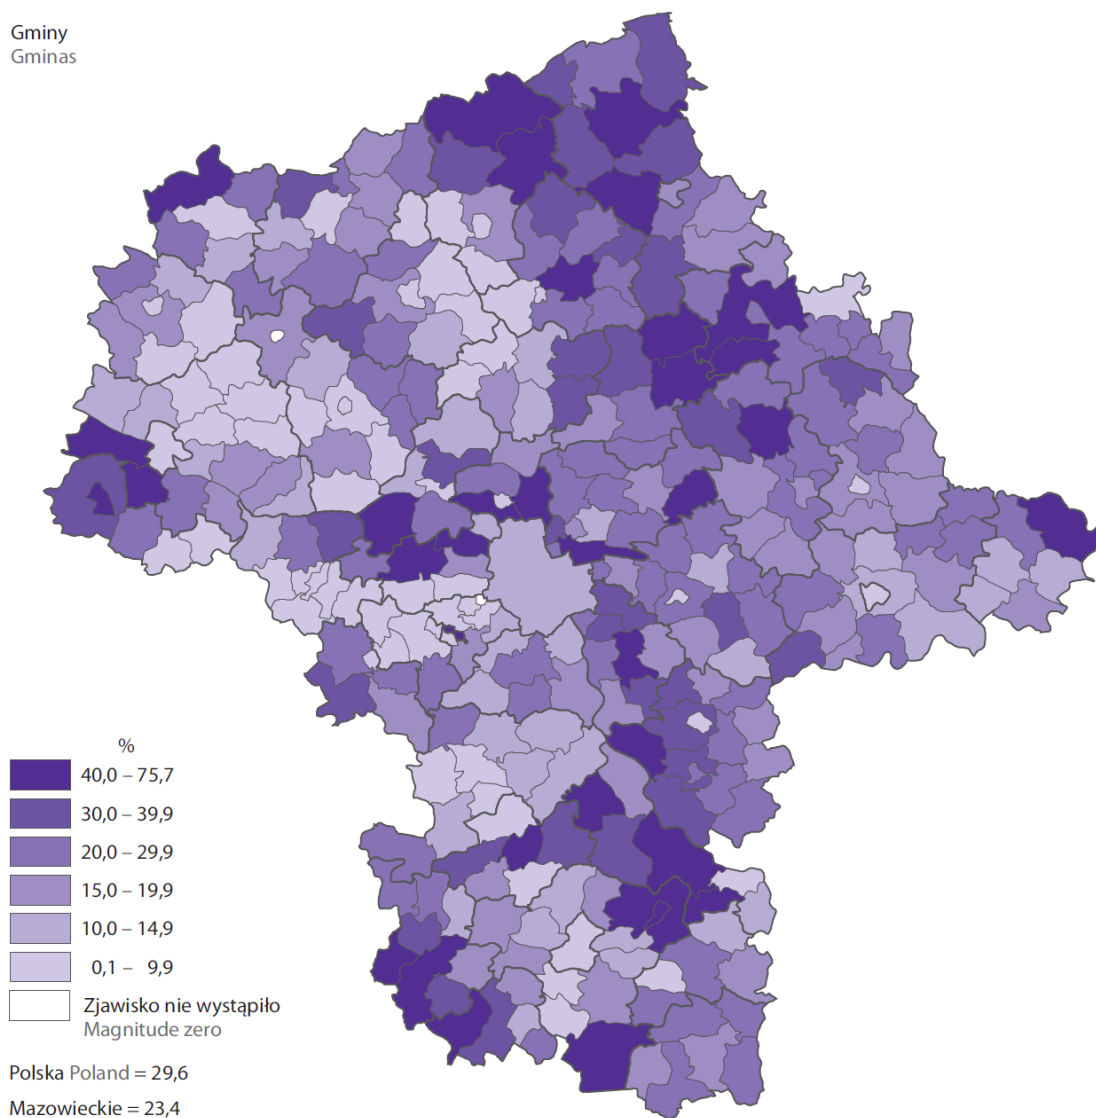 Gminy
Gminas
%
40,0 – 75,7
30,0 – 39,9
20,0 – 29,9
15,0 – 19,9
10,0 – 14,9
0,1 – 9,9
Zjawisko nie wystąpiło
Magnitude zero
Polska Poland = 29,6
Mazowieckie = 23,4